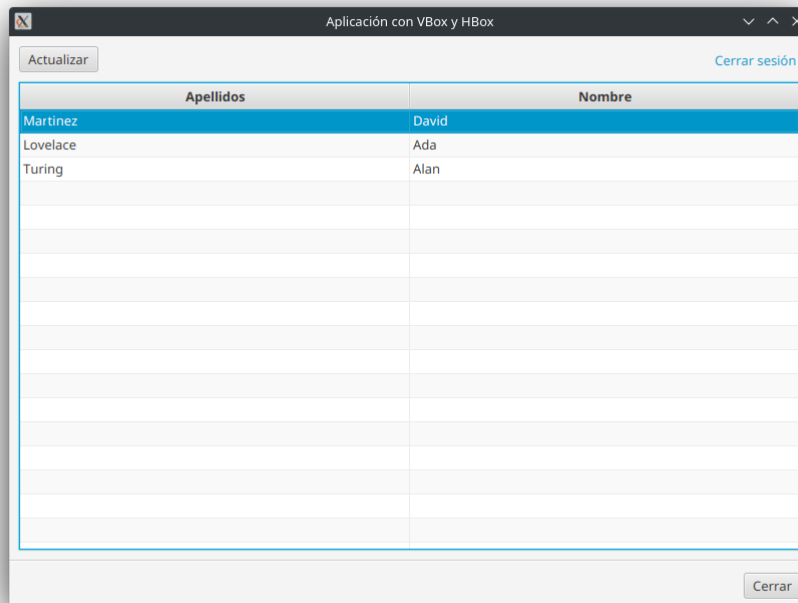 Aplicación con VBox y HBox
Actualizar Cerrar sesión
Apellidos Nombre
Martinez David
Lovelace Ada
Turing Alan
Cerrar